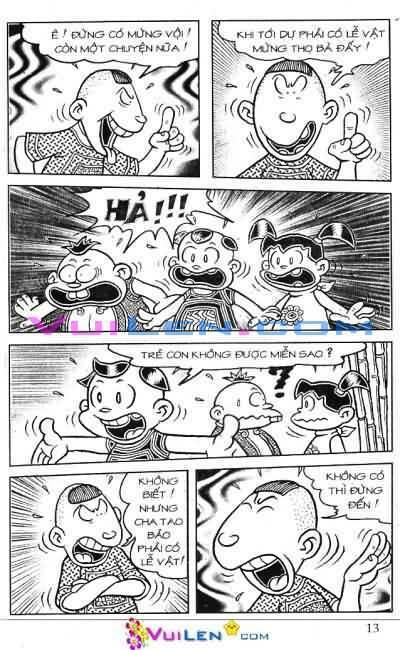 Ê! ĐỪNG CÓ MỪNG VỘI!
CÒN MỘT CHUYỆN NỮA!
KHI TỚI DỰ PHẢI CÓ LỄ VẬT
MỪNG THỌ BÀ ĐẤY!
HẢ!!!
VUILEN.COM
TRẺ CON KHÔNG ĐƯỢC MIỄN SAO?
?
KHÔNG
BIẾT!
NHƯNG
CHA TAO
BẢO
PHẢI CÓ
LỄ VẬT!
KHÔNG CÓ
THÌ ĐỪNG
ĐẾN!
13
VUILEN.COM